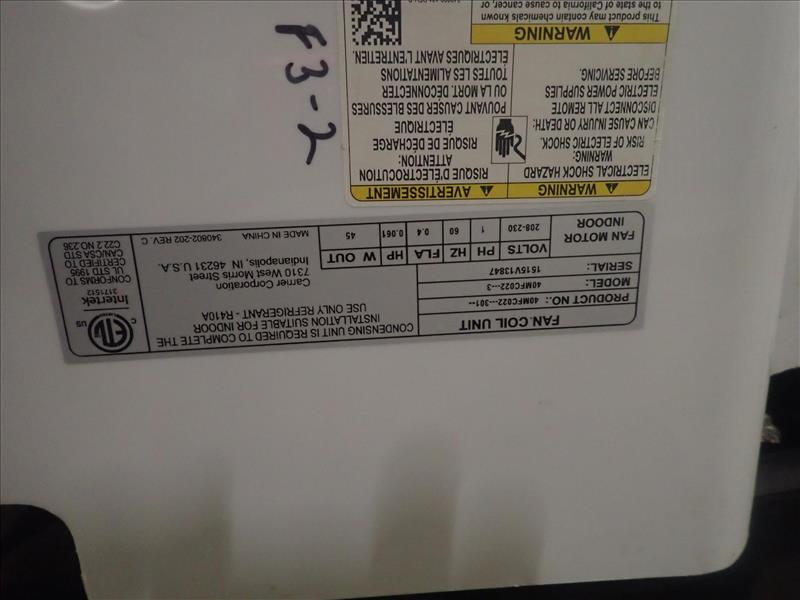 FAN COIL UNIT
PRODUCT NO.: 40MFC022---301--
MODEL: 40MFC022---3
SERIAL: 1515V13847
VOLTS PH HZ FLA HP W OUT
FAN MOTOR
INDOOR
208-230 1 60 0.4 0.061 45
CONDENSING UNIT IS REQUIRED TO COMPLETE THE
INSTALLATION SUITABLE FOR INDOOR
USE ONLY REFRIGERANT - R410A
Carrier Corporation
7310 West Morris Street
Indianapolis, IN 46231 U.S.A.
MADE IN CHINA 340802-202 REV. C
C ETL US
Intertek
3171512
CONFORMS TO
UL STD 1995
CERTIFIED TO
CAN/CSA STD
C22.2 NO.236
WARNING
ELECTRICAL SHOCK HAZARD
WARNING:
RISK OF ELECTRIC SHOCK.
CAN CAUSE INJURY OR DEATH:
DISCONNECT ALL REMOTE
ELECTRIC POWER SUPPLIES
BEFORE SERVICING.
AVERTISSEMENT
RISQUE D'ÉLECTROCUTION
ATTENTION:
RISQUE DE DÉCHARGE
ÉLECTRIQUE
POUVANT CAUSER DES BLESSURES
OU LA MORT. DÉCONNECTER
TOUTES LES ALIMENTATIONS
ÉLECTRIQUES AVANT L'ENTRETIEN.
WARNING
This product may contain chemicals
to the state of California to cause cancer, or
F3-2